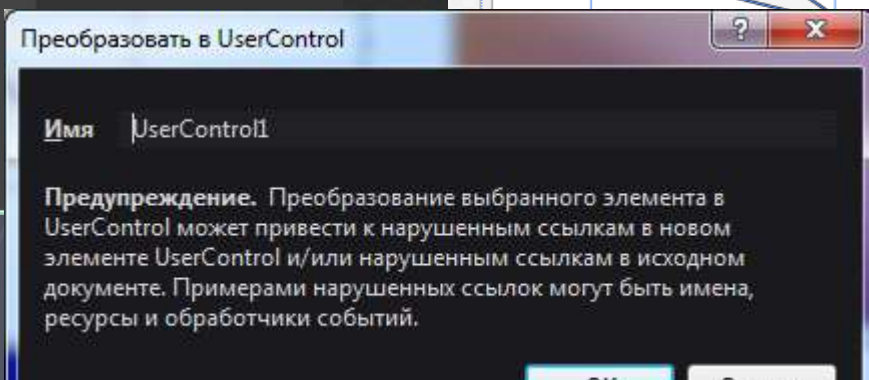 Преобразовать в UserControl
Имя UserControl1
Предупреждение. Преобразование выбранного элемента в
UserControl может привести к нарушенным ссылкам в новом
элементе UserControl и/или нарушенным ссылкам в исходном
документе. Примерами нарушенных ссылок могут быть имена,
ресурсы и обработчики событий.